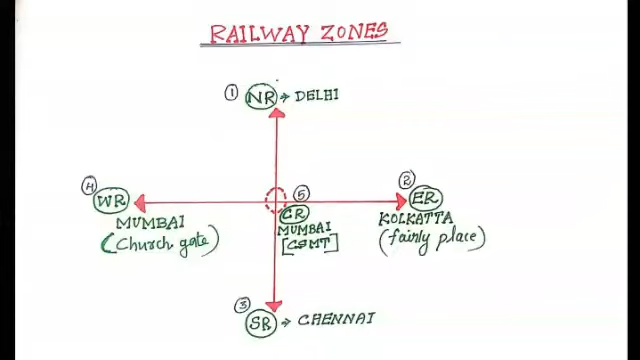 RAILWAY ZONES
① NR → DELHI
④ WR
MUMBAI
(Church gate)
⑤
CR
MUMBAI
[CSMT]
② ER
KOLKATTA
(fairly place)
③ SR → CHENNAI